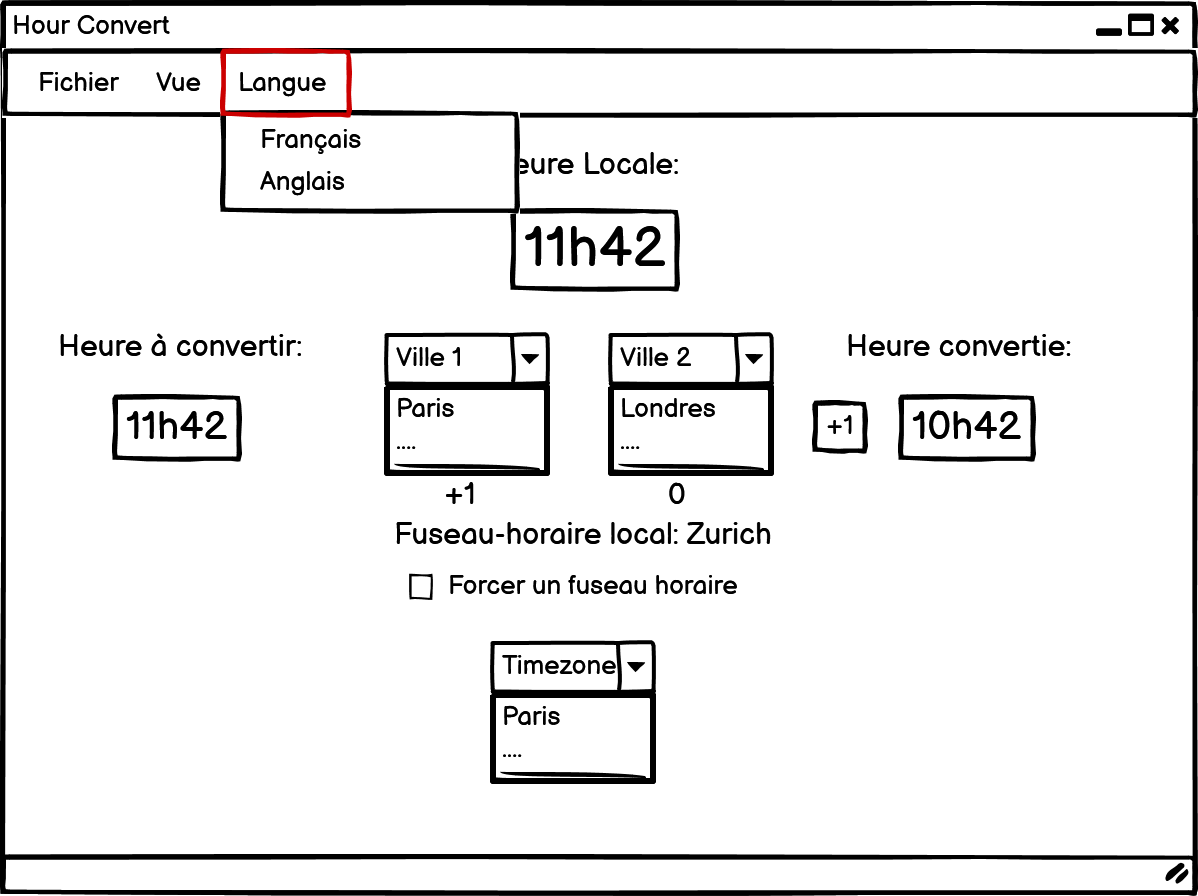 Hour Convert
Fichier Vue Langue
Français
Anglais
eure Locale:
11h42
Heure à convertir:
11h42
Ville 1
Paris
....
+1
Ville 2
Londres
....
0
Heure convertie:
+1
10h42
Fuseau-horaire local: Zurich
Forcer un fuseau horaire
Timezone
Paris
....